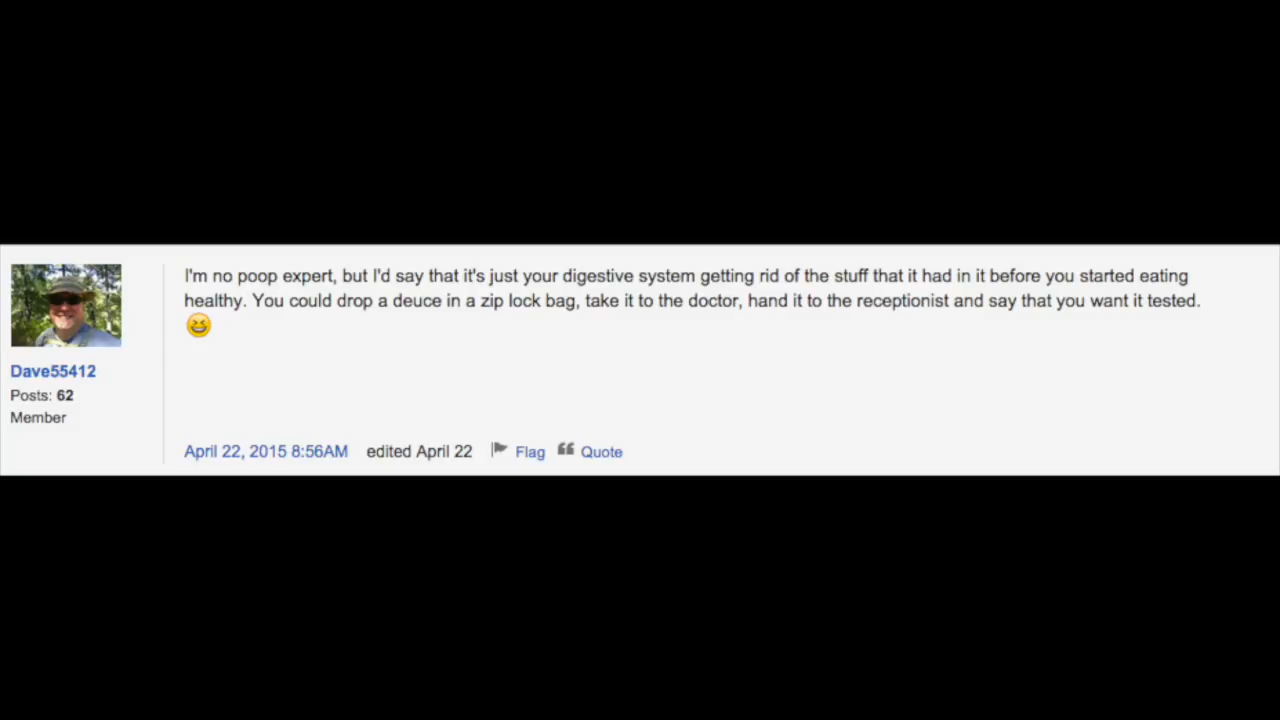 I'm no poop expert, but I'd say that it's just your digestive system getting rid of the stuff that it had in it before you started eating
healthy. You could drop a deuce in a zip lock bag, take it to the doctor, hand it to the receptionist and say that you want it tested.
Dave55412
Posts: 62
Member
April 22, 2015 8:56AM edited April 22 Flag Quote